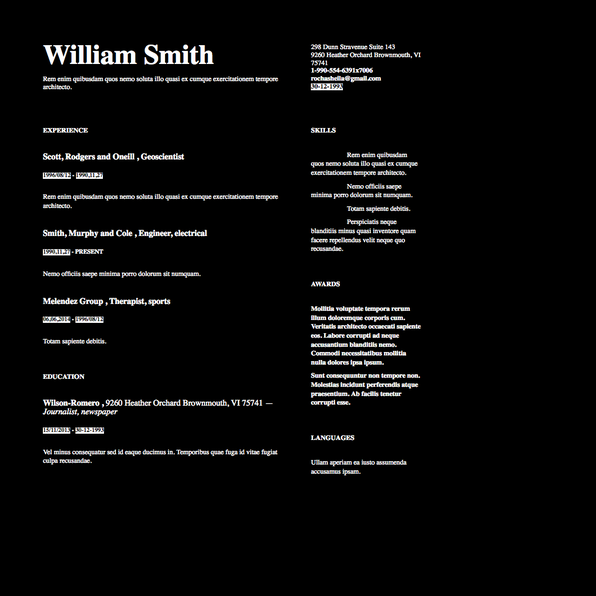 William Smith
Rem enim quibusdam quos nemo soluta illo quasi ex cumque exercitationem tempore
architecto.
298 Dunn Stravenue Suite 143
9260 Heather Orchard Brownmouth, VI
75741
1-990-554-6391x7006
rochashella@gmail.com
30-12-1993
EXPERIENCE
Scott, Rodgers and Oneill , Geoscientist
1996/08/12 - 1990.11.27
Rem enim quibusdam quos nemo soluta illo quasi ex cumque exercitationem tempore
architecto.
Smith, Murphy and Cole , Engineer, electrical
1990.11.27 - PRESENT
Nemo officiis saepe minima porro dolorum sit numquam.
Melendez Group , Therapist, sports
06.06.2014 - 1996/08/12
Totam sapiente debitis.
EDUCATION
Wilson-Romero , 9260 Heather Orchard Brownmouth, VI 75741 —
Journalist, newspaper
15/11/2013 - 30-12-1993
Vel minus consequatur sed id eaque ducimus in. Temporibus quae fuga id vitae fugiat
culpa recusandae.
SKILLS
Rem enim quibusdam
quos nemo soluta illo quasi ex cumque
exercitationem tempore architecto.
Nemo officiis saepe
minima porro dolorum sit numquam.
Totam sapiente debitis.
Perspiciatis neque
blanditiis minus quasi inventore quam
facere repellendus velit neque quo
recusandae.
AWARDS
Mollitia voluptate tempora rerum
illum doloremque corporis cum.
Veritatis architecto occaecati sapiente
eos. Labore corrupti ad neque
accusantium blanditiis nemo.
Commodi necessitatibus mollitia
nulla dolores ipsa ipsum.
Sunt consequuntur non tempore non.
Molestias incidunt perferendis atque
praesentium. Ab facilis tenetur
corrupti esse.
LANGUAGES
Ullam aperiam ea iusto assumenda
accusamus ipsam.